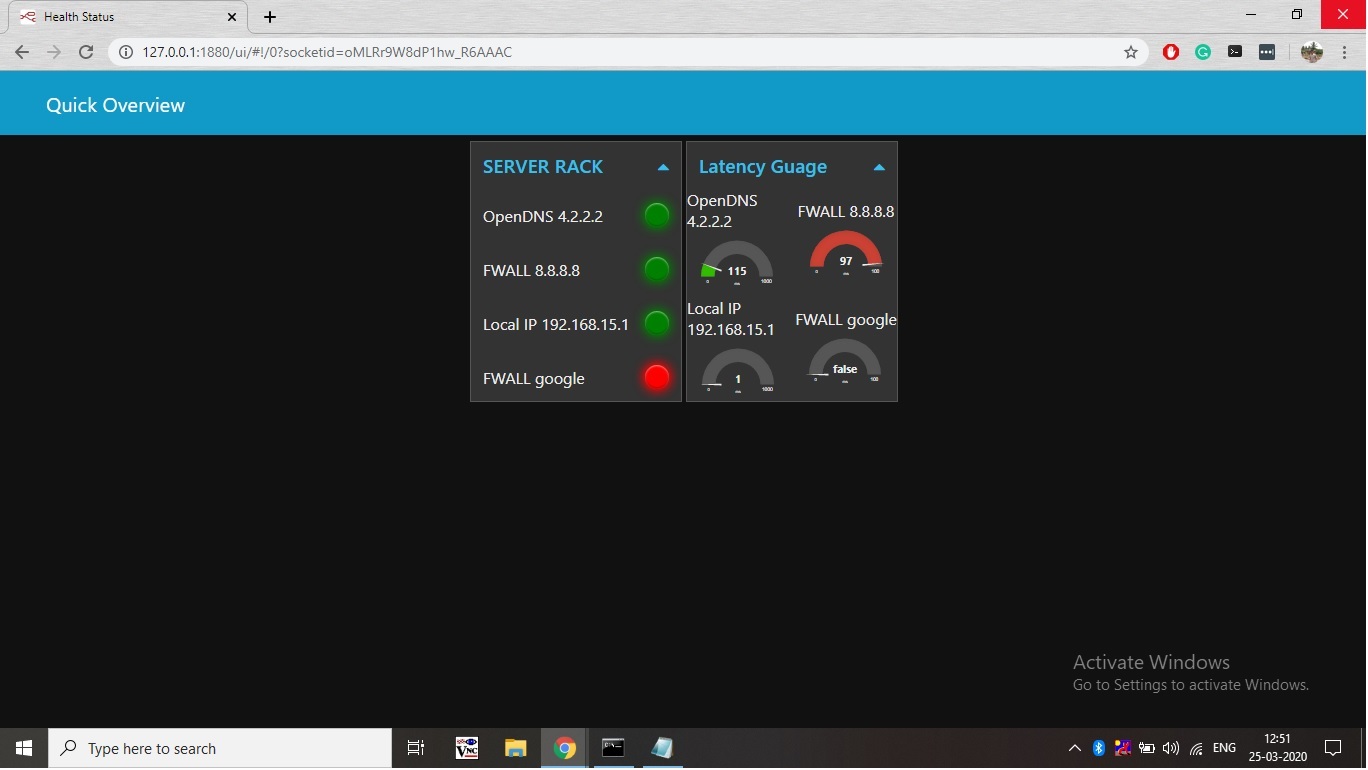 Health Status
127.0.0.1:1880/ui/#!/0?socketid=oMLRr9W8dP1hw_R6AAAC
Quick Overview
SERVER RACK
OpenDNS 4.2.2.2
FWALL 8.8.8.8
Local IP 192.168.15.1
FWALL google
Latency Guage
OpenDNS
4.2.2.2
115
0
ms
1000
FWALL 8.8.8.8
97
0
ms
100
Local IP
192.168.15.1
1
0
ms
1000
FWALL google
false
0
ms
100
Activate Windows
Go to Settings to activate Windows.
Type here to search
VNC
ENG
12:51
25-03-2020